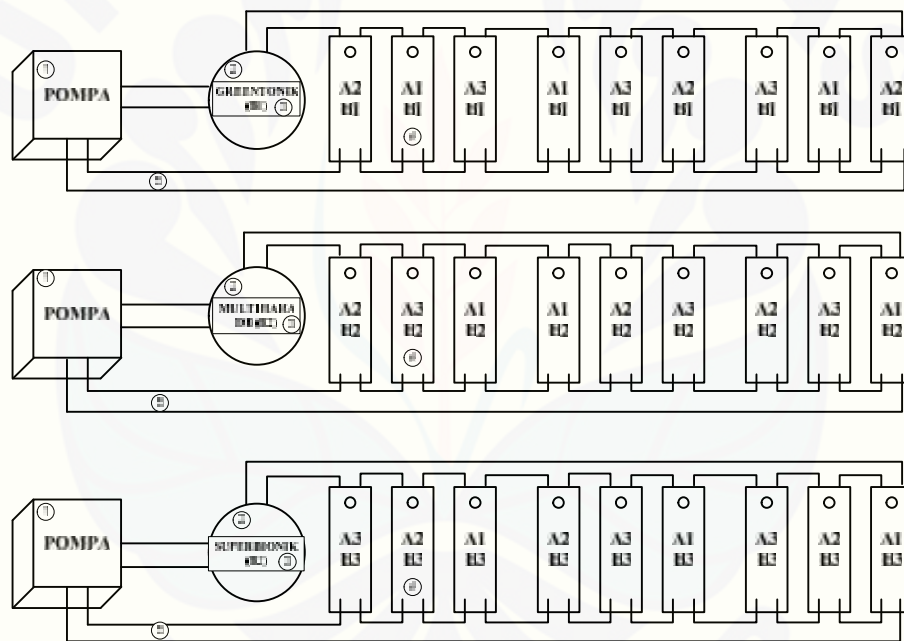 POMPA
GREENTONIK
(B1)
A2 A1 A3 A1 A3 A2 A3 A1 A2
B1 B1 B1 B1 B1 B1 B1 B1 B1
POMPA
(B2)
A2 A3 A1 A1 A2 A3 A2 A3 A1
B2 B2 B2 B2 B2 B2 B2 B2 B2
POMPA
SUPERBIONIK
(B3)
A3 A2 A1 A2 A3 A1 A3 A2 A1
B3 B3 B3 B3 B3 B3 B3 B3 B3